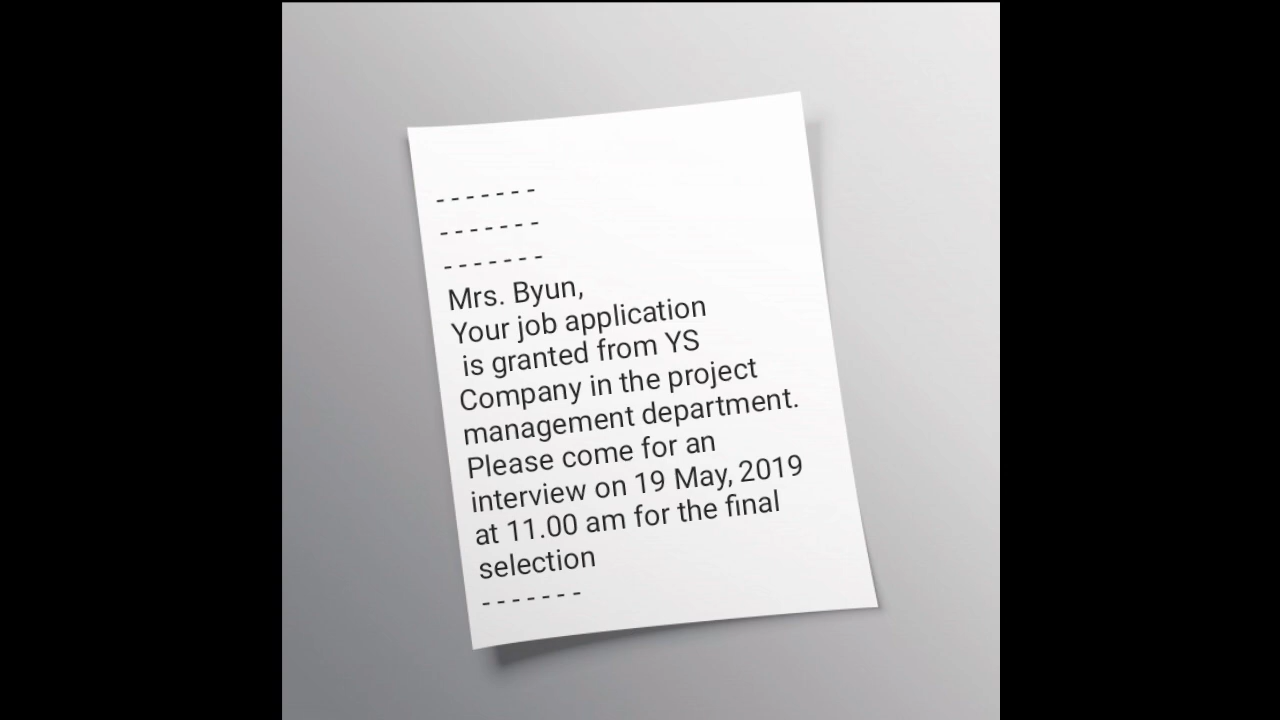 - - - - - - -
- - - - - - -
- - - - - - -
Mrs. Byun,
Your job application
is granted from YS
Company in the project
management department.
Please come for an
interview on 19 May, 2019
at 11.00 am for the final
selection
- - - - - - -